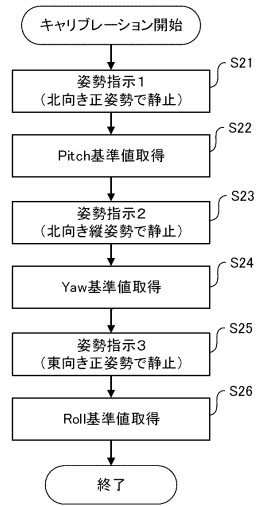 キャリブレーション開始
S21
姿勢指示1
(北向き正姿勢で静止)
S22
Pitch基準値取得
S23
姿勢指示2
(北向き縦姿勢で静止)
S24
Yaw基準値取得
S25
姿勢指示3
(東向き正姿勢で静止)
S26
Roll基準値取得
終了